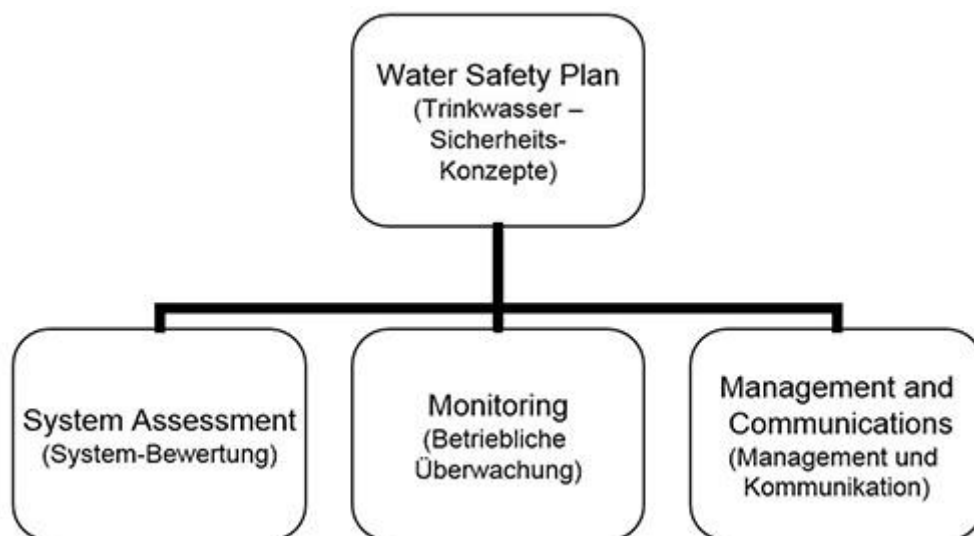 Water Safety Plan
(Trinkwasser –
Sicherheits-
Konzepte)
System Assessment
(System-Bewertung)
Monitoring
(Betriebliche
Überwachung)
Management and
Communications
(Management und
Kommunikation)